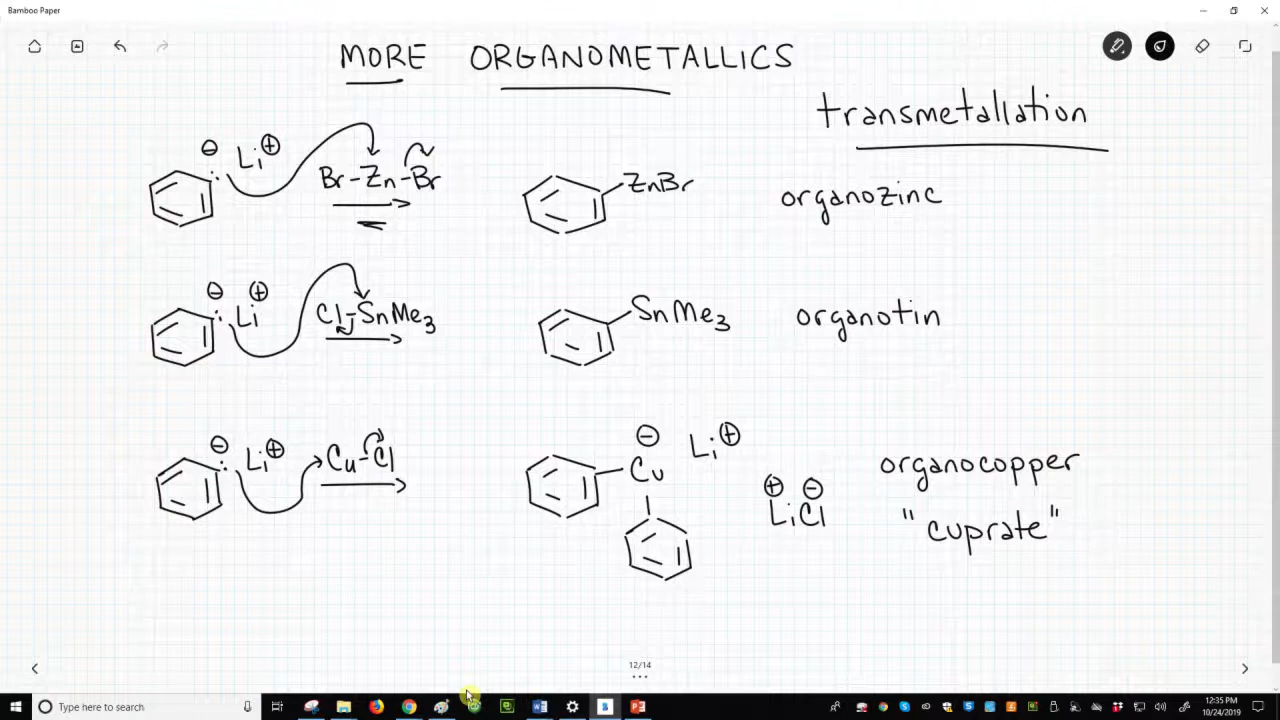 Bamboo Paper
MORE ORGANOMETALLICS
transmetallation
⊖ Li⊕
Br-Zn-Br
ZnBr
organozinc
⊖ ⊕
Li
Cl-SnMe3
SnMe3
organotin
⊖ Li⊕
Cu-Cl
⊖
Cu
Li⊕
⊕ ⊖
LiCl
organocopper
"cuprate"
12/14
Type here to search
12:35 PM
10/24/2019